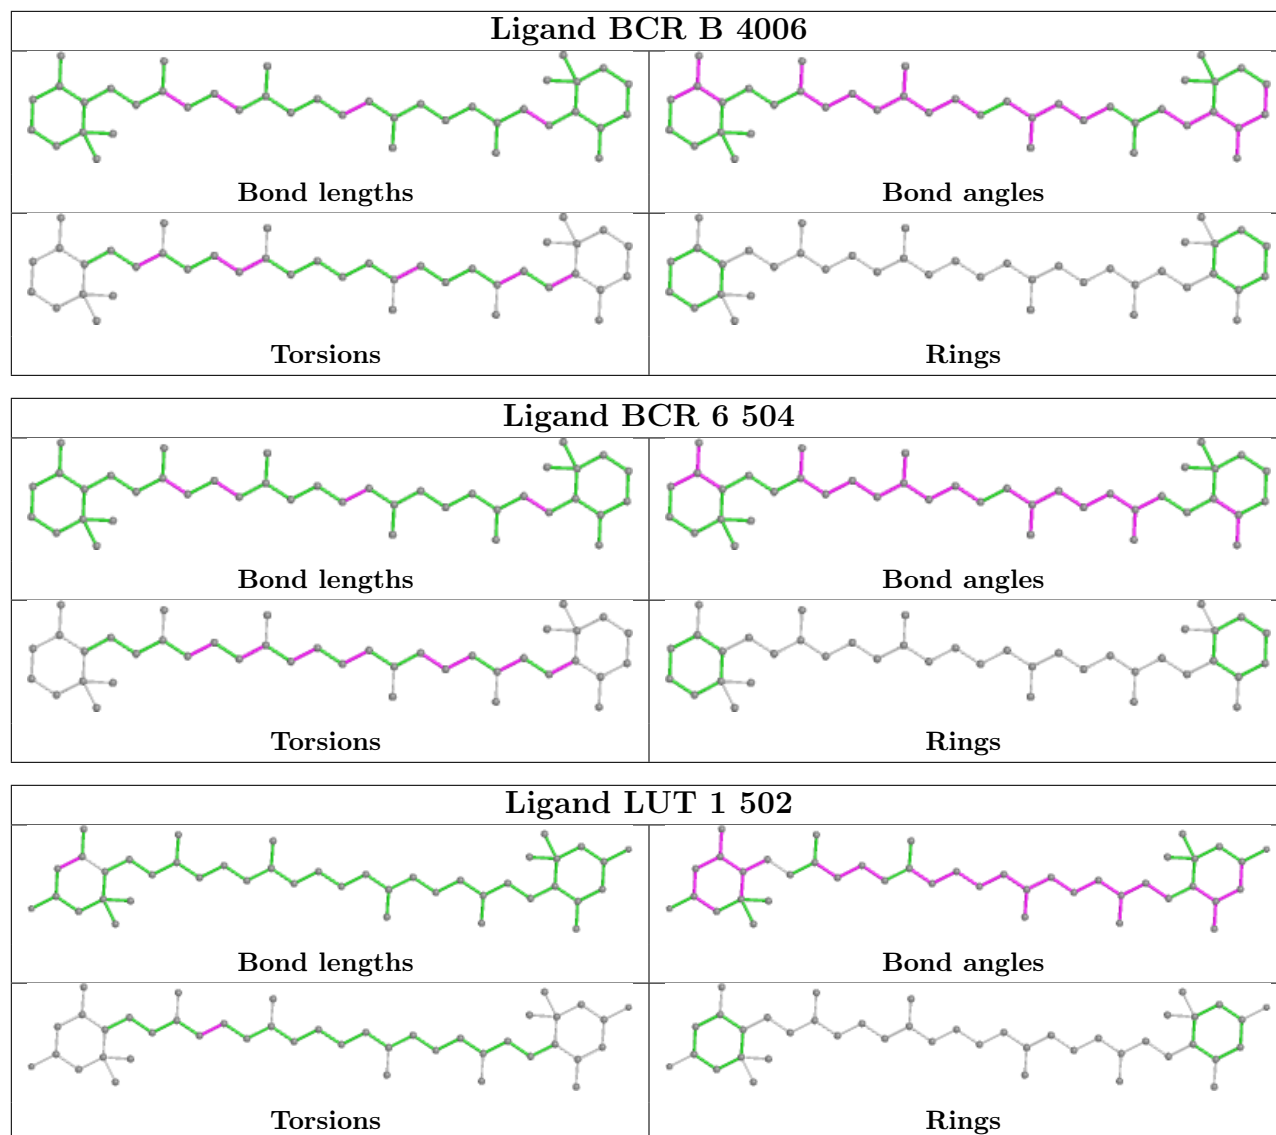 Ligand BCR B 4006
Bond lengths
Bond angles
Torsions
Rings
Ligand BCR 6 504
Bond lengths
Bond angles
Torsions
Rings
Ligand LUT 1 502
Bond lengths
Bond angles
Torsions
Rings